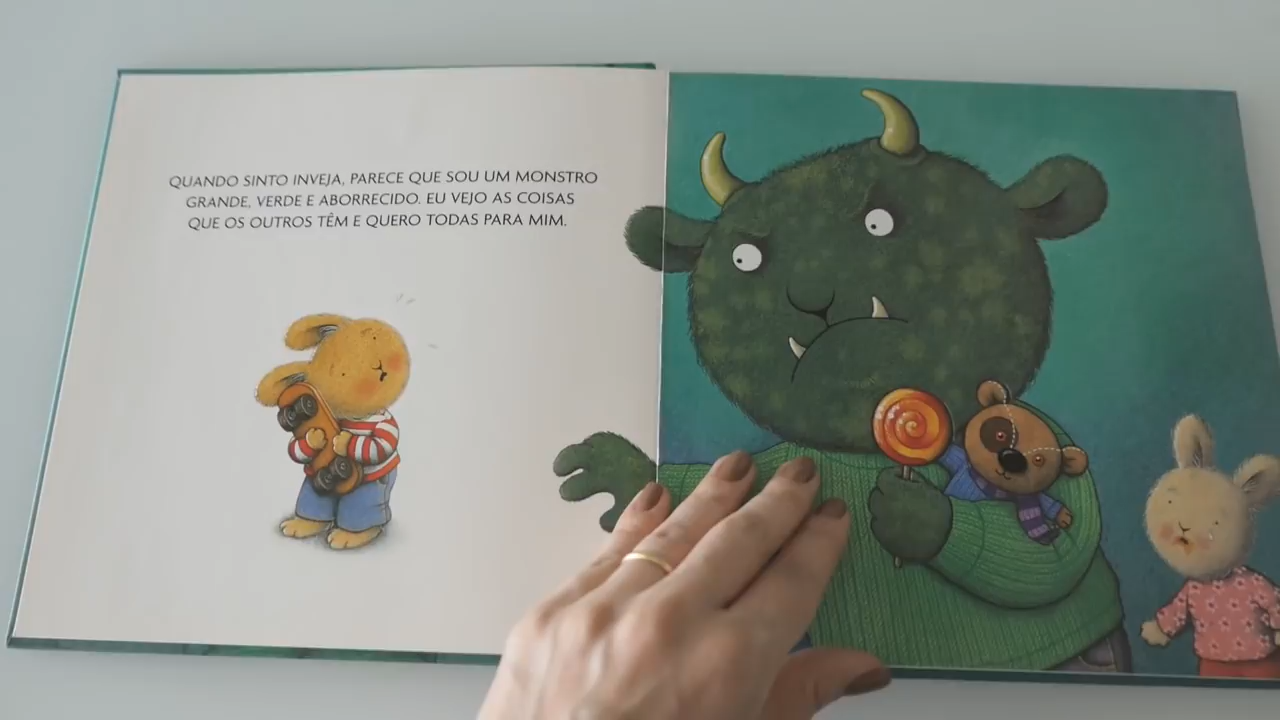 QUANDO SINTO INVEJA, PARECE QUE SOU UM MONSTRO
GRANDE, VERDE E ABORRECIDO. EU VEJO AS COISAS
QUE OS OUTROS TÊM E QUERO TODAS PARA MIM.